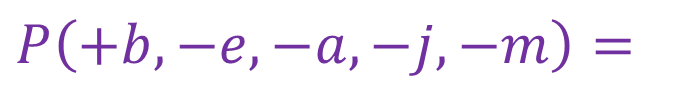 P(+b, −e, −a, −j, −m) =